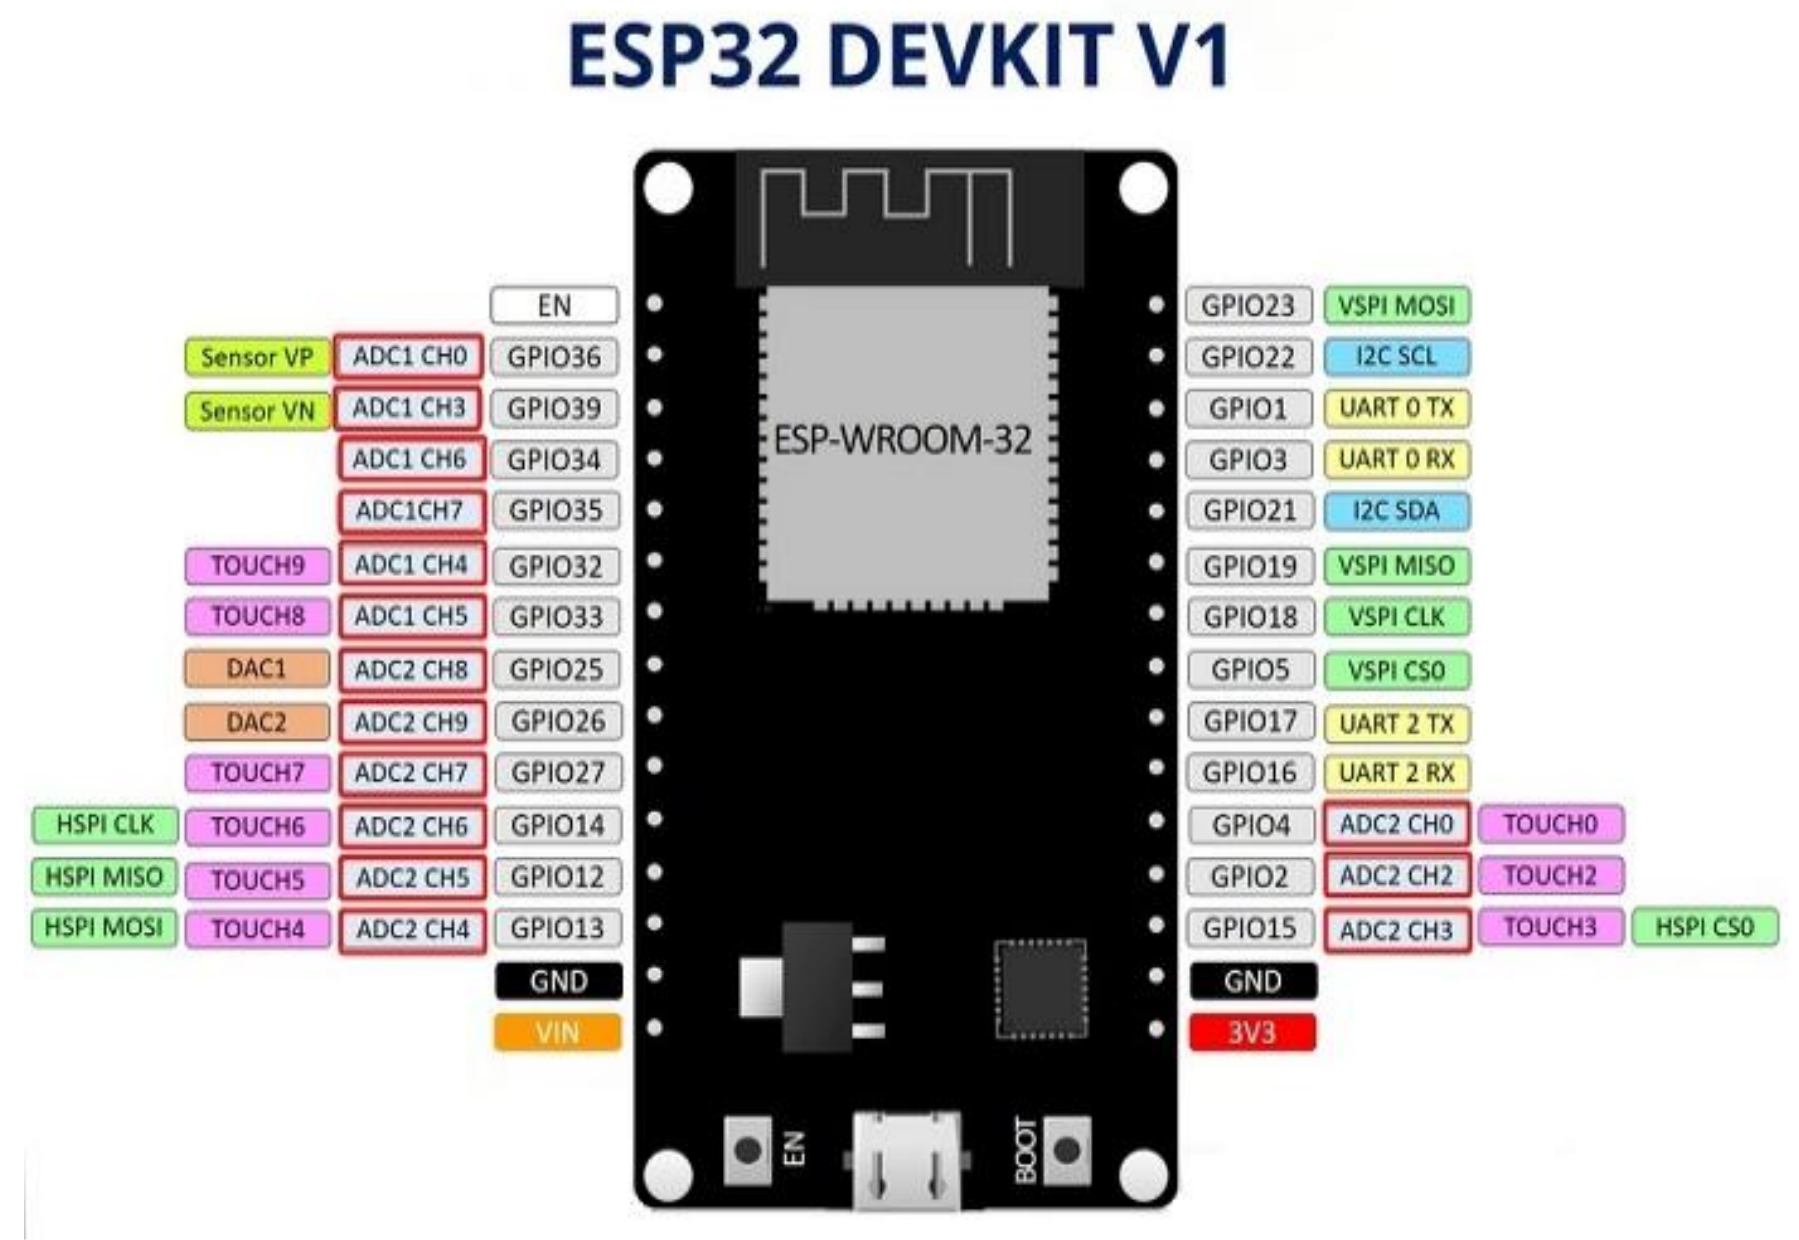 ESP32 DEVKIT V1
EN GPIO23 VSPI MOSI
Sensor VP ADC1 CH0 GPIO36 GPIO22 I2C SCL
Sensor VN ADC1 CH3 GPIO39 GPIO1 UART 0 TX
ADC1 CH6 GPIO34 ESP-WROOM-32 GPIO3 UART 0 RX
ADC1CH7 GPIO35 GPIO21 I2C SDA
TOUCH9 ADC1 CH4 GPIO32 GPIO19 VSPI MISO
TOUCH8 ADC1 CH5 GPIO33 GPIO18 VSPI CLK
DAC1 ADC2 CH8 GPIO25 GPIO5 VSPI CS0
DAC2 ADC2 CH9 GPIO26 GPIO17 UART 2 TX
TOUCH7 ADC2 CH7 GPIO27 GPIO16 UART 2 RX
HSPI CLK TOUCH6 ADC2 CH6 GPIO14 GPIO4 ADC2 CH0 TOUCH0
HSPI MISO TOUCH5 ADC2 CH5 GPIO12 GPIO2 ADC2 CH2 TOUCH2
HSPI MOSI TOUCH4 ADC2 CH4 GPIO13 GPIO15 ADC2 CH3 TOUCH3 HSPI CS0
GND GND
VIN 3V3
EN BOOT